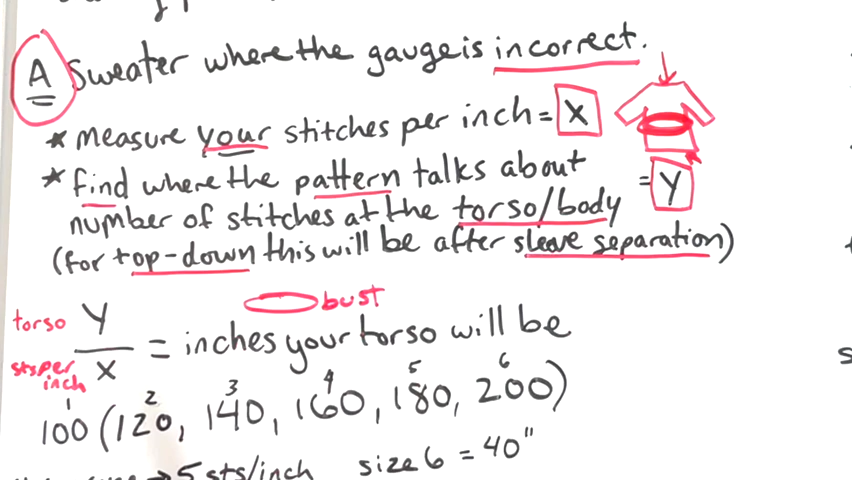 A Sweater where the gauge is incorrect.
* measure your stitches per inch = X
* find where the pattern talks about
number of stitches at the torso/body = Y
(for top-down this will be after sleeve separation)
bust
torso Y
sts per inch X = inches your torso will be
1 2 3 4 5 6
100 (120, 140, 160, 180, 200)
→ 5 sts/inch size 6 = 40"